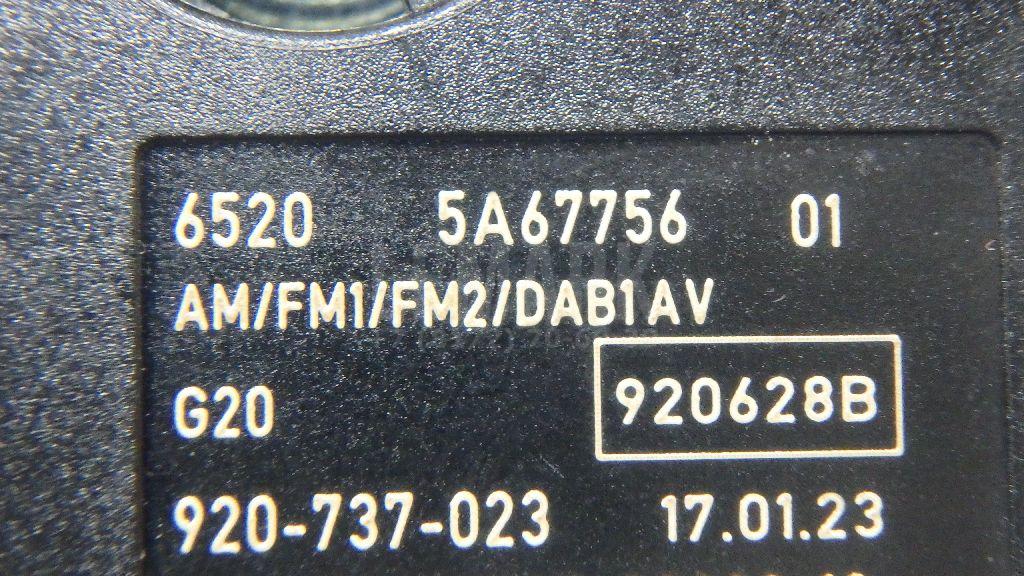 6520 5A67756 01
AM/FM1/FM2/DAB1AV
G20
920628B
920-737-023 17.01.23